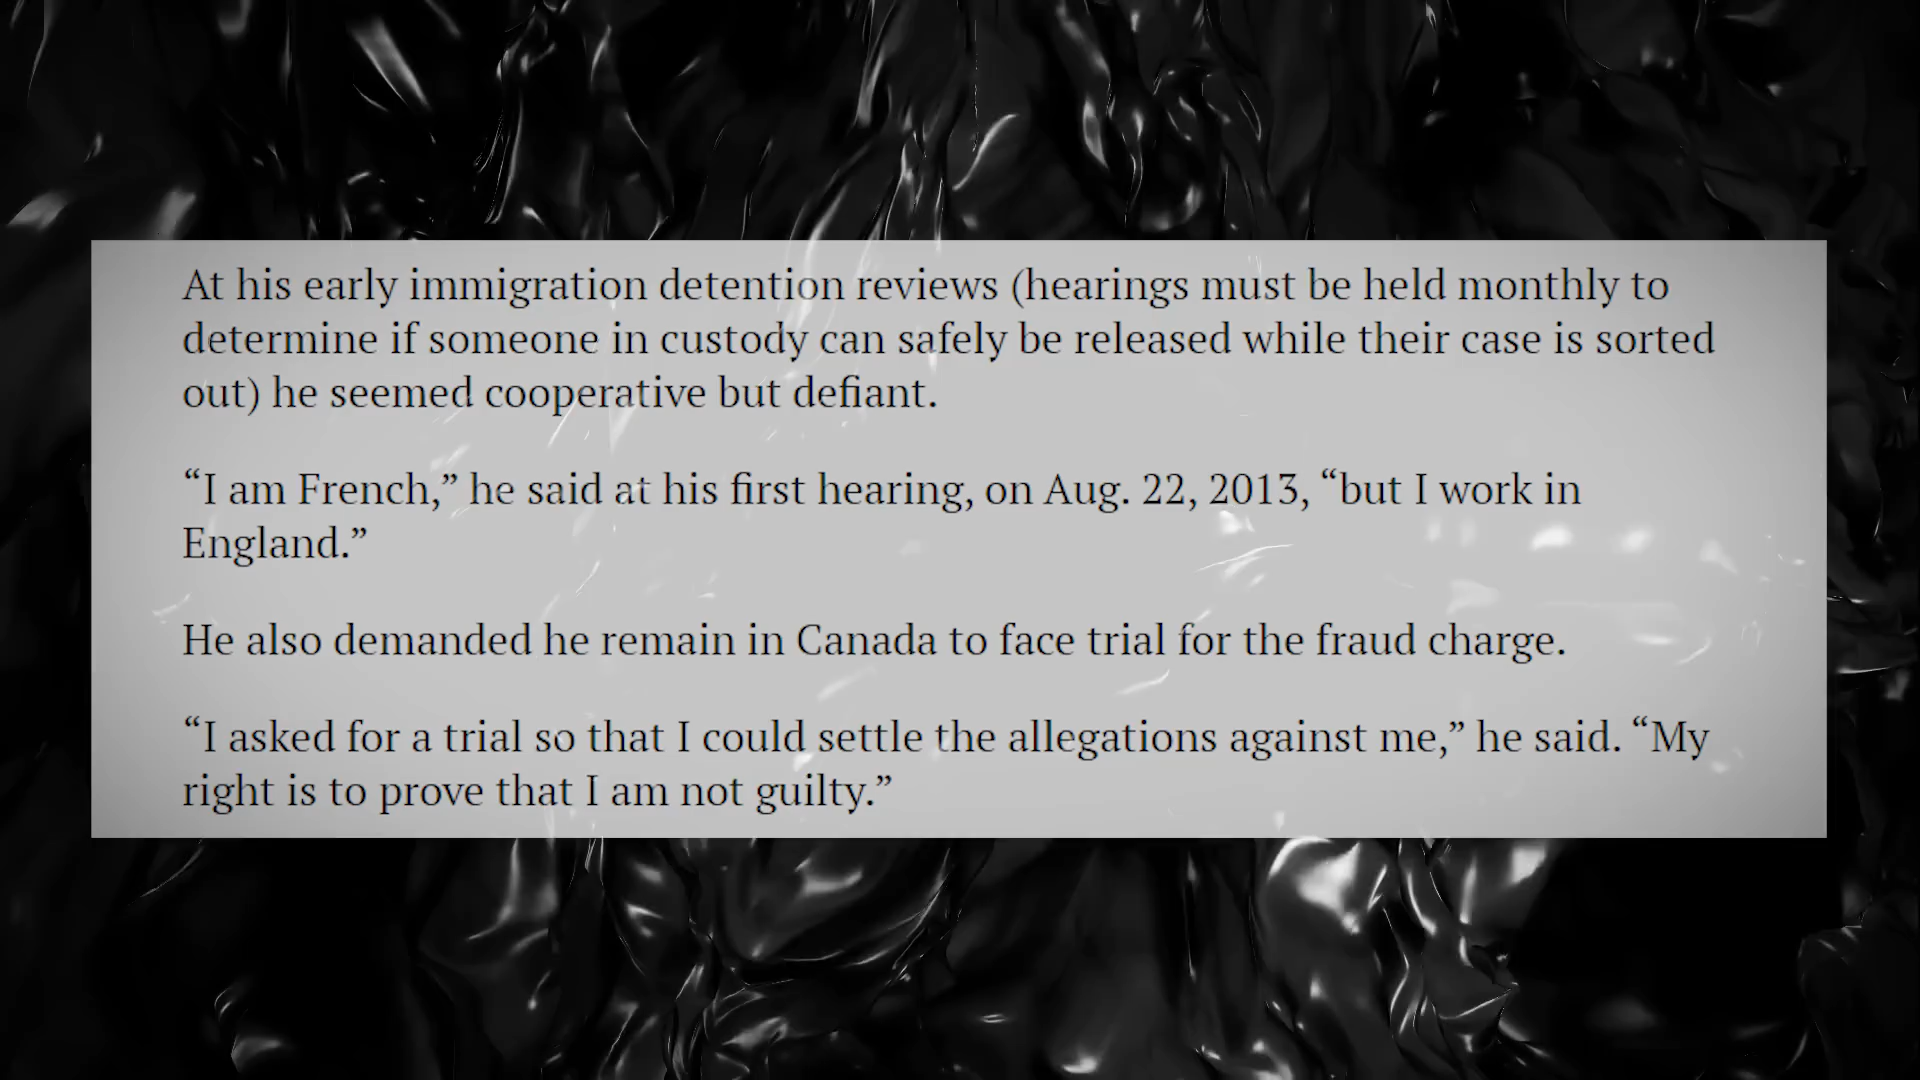 At his early immigration detention reviews (hearings must be held monthly to
determine if someone in custody can safely be released while their case is sorted
out) he seemed cooperative but defiant.
“I am French,” he said at his first hearing, on Aug. 22, 2013, “but I work in
England.”
He also demanded he remain in Canada to face trial for the fraud charge.
“I asked for a trial so that I could settle the allegations against me,” he said. “My
right is to prove that I am not guilty.”